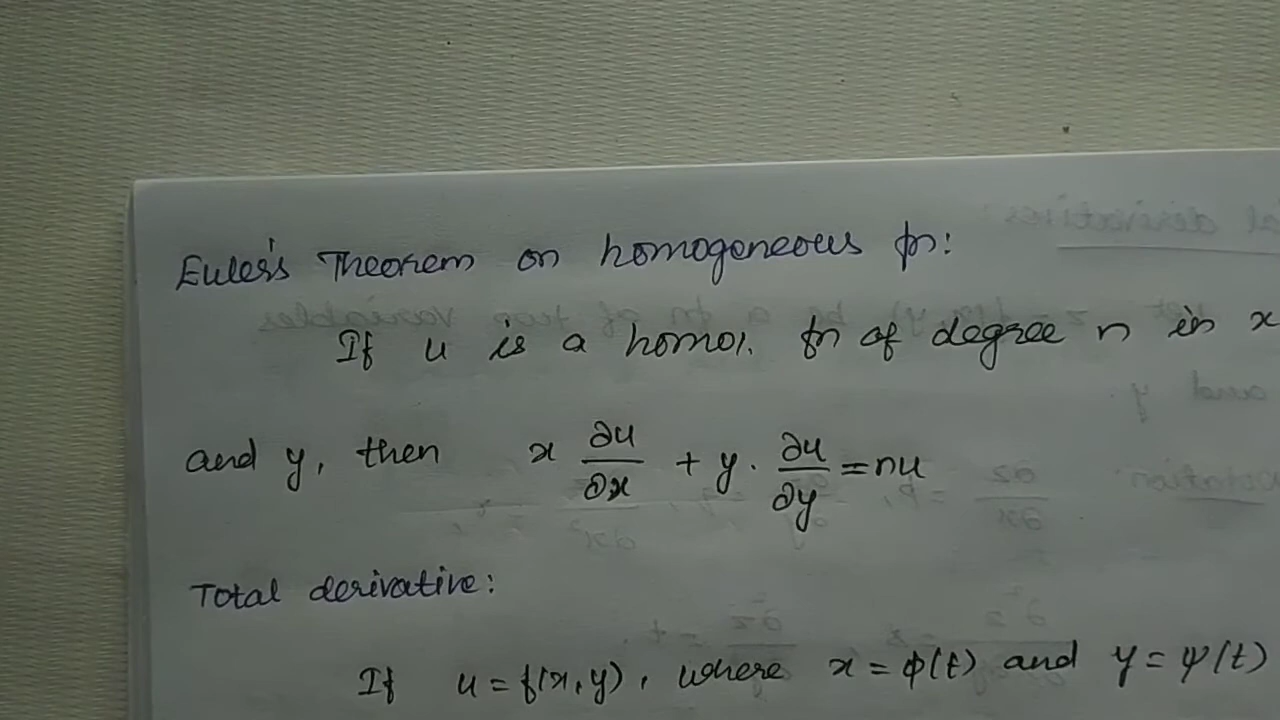 Euler's Theorem on homogeneous fn:
If u is a homo. fn of degree n in x
and y, then x ∂u/∂x + y. ∂u/∂y = nu
Total derivative:
If u = f(x, y), where x = φ(t) and y = ψ(t)